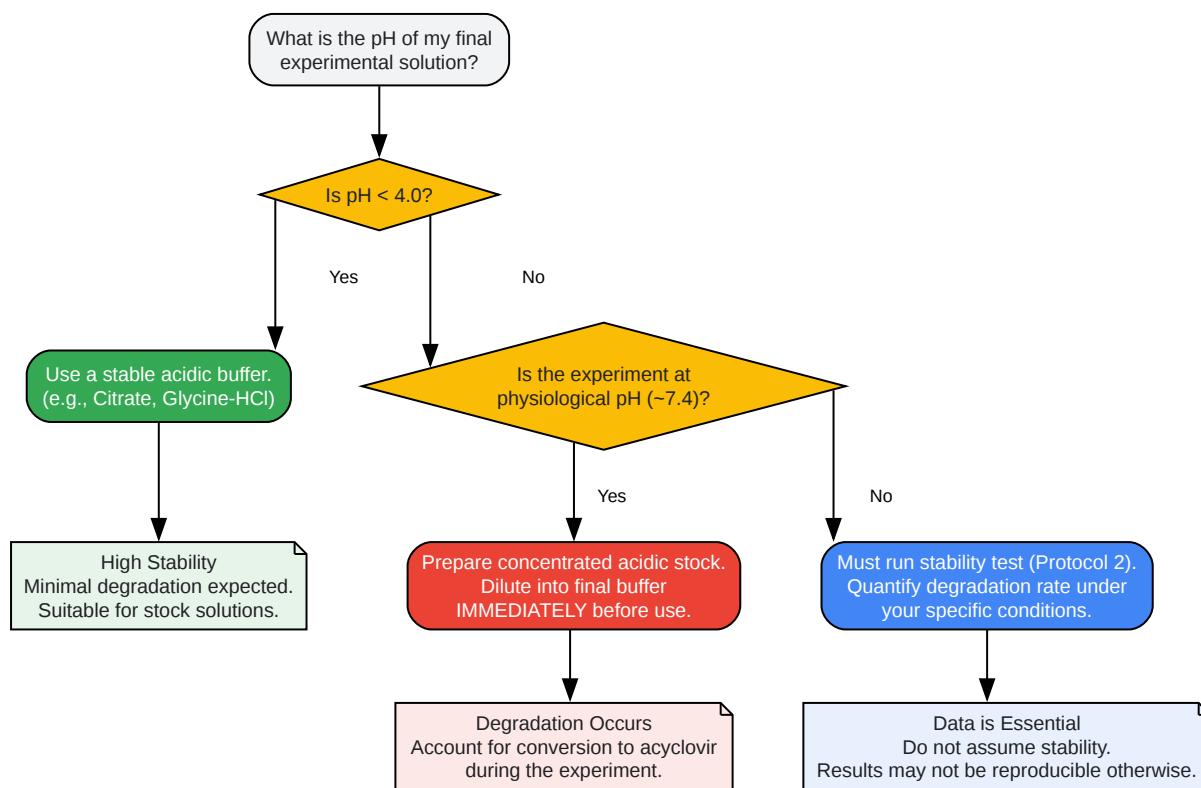 What is the pH of my final
experimental solution?
Is pH < 4.0?
Yes
No
Use a stable acidic buffer.
(e.g., Citrate, Glycine-HCl)
Is the experiment at
physiological pH (~7.4)?
Yes
No
High Stability
Minimal degradation expected.
Suitable for stock solutions.
Prepare concentrated acidic stock.
Dilute into final buffer
IMMEDIATELY before use.
Must run stability test (Protocol 2).
Quantify degradation rate under
your specific conditions.
Degradation Occurs
Account for conversion to acyclovir
during the experiment.
Data is Essential
Do not assume stability.
Results may not be reproducible otherwise.